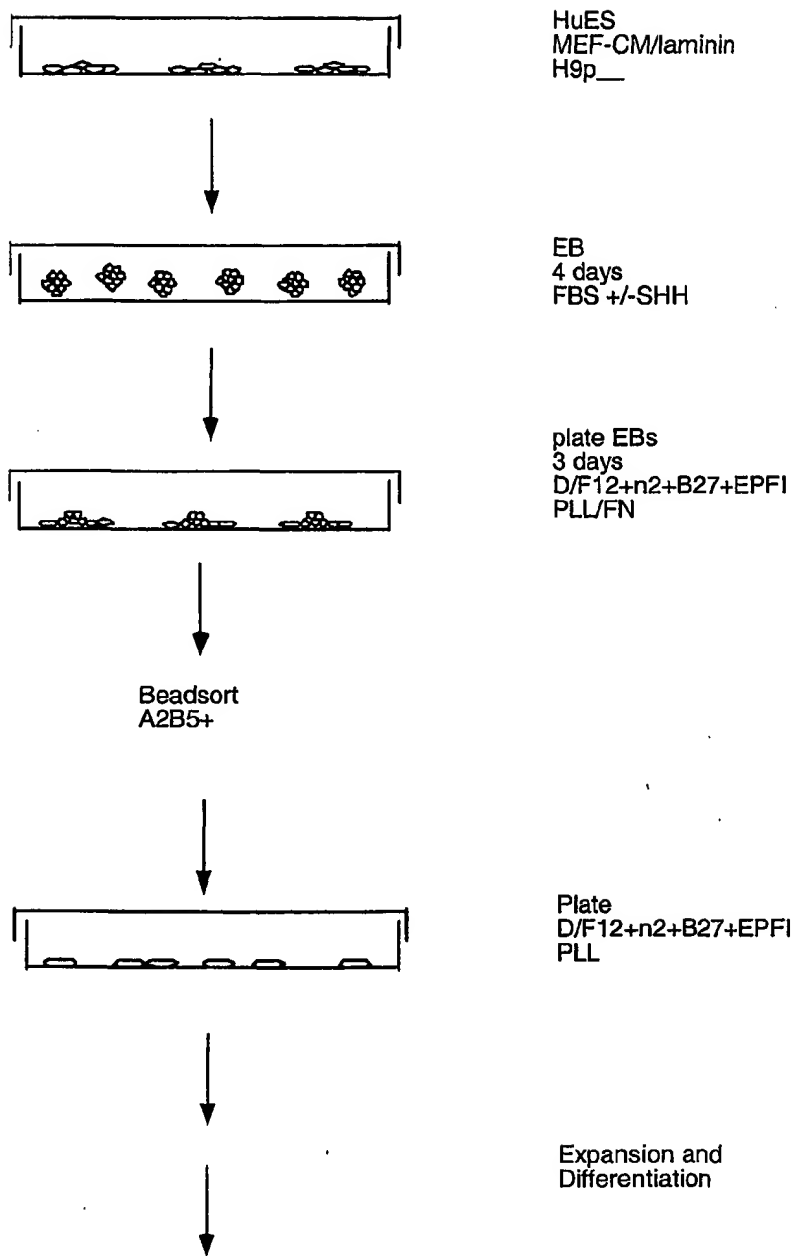 HuES
MEF-CM/laminin
H9p__
EB
4 days
FBS +/-SHH
plate EBs
3 days
D/F12+n2+B27+EPFI
PLL/FN
Beadsort
A2B5+
Plate
D/F12+n2+B27+EPFI
PLL
Expansion and
Differentiation